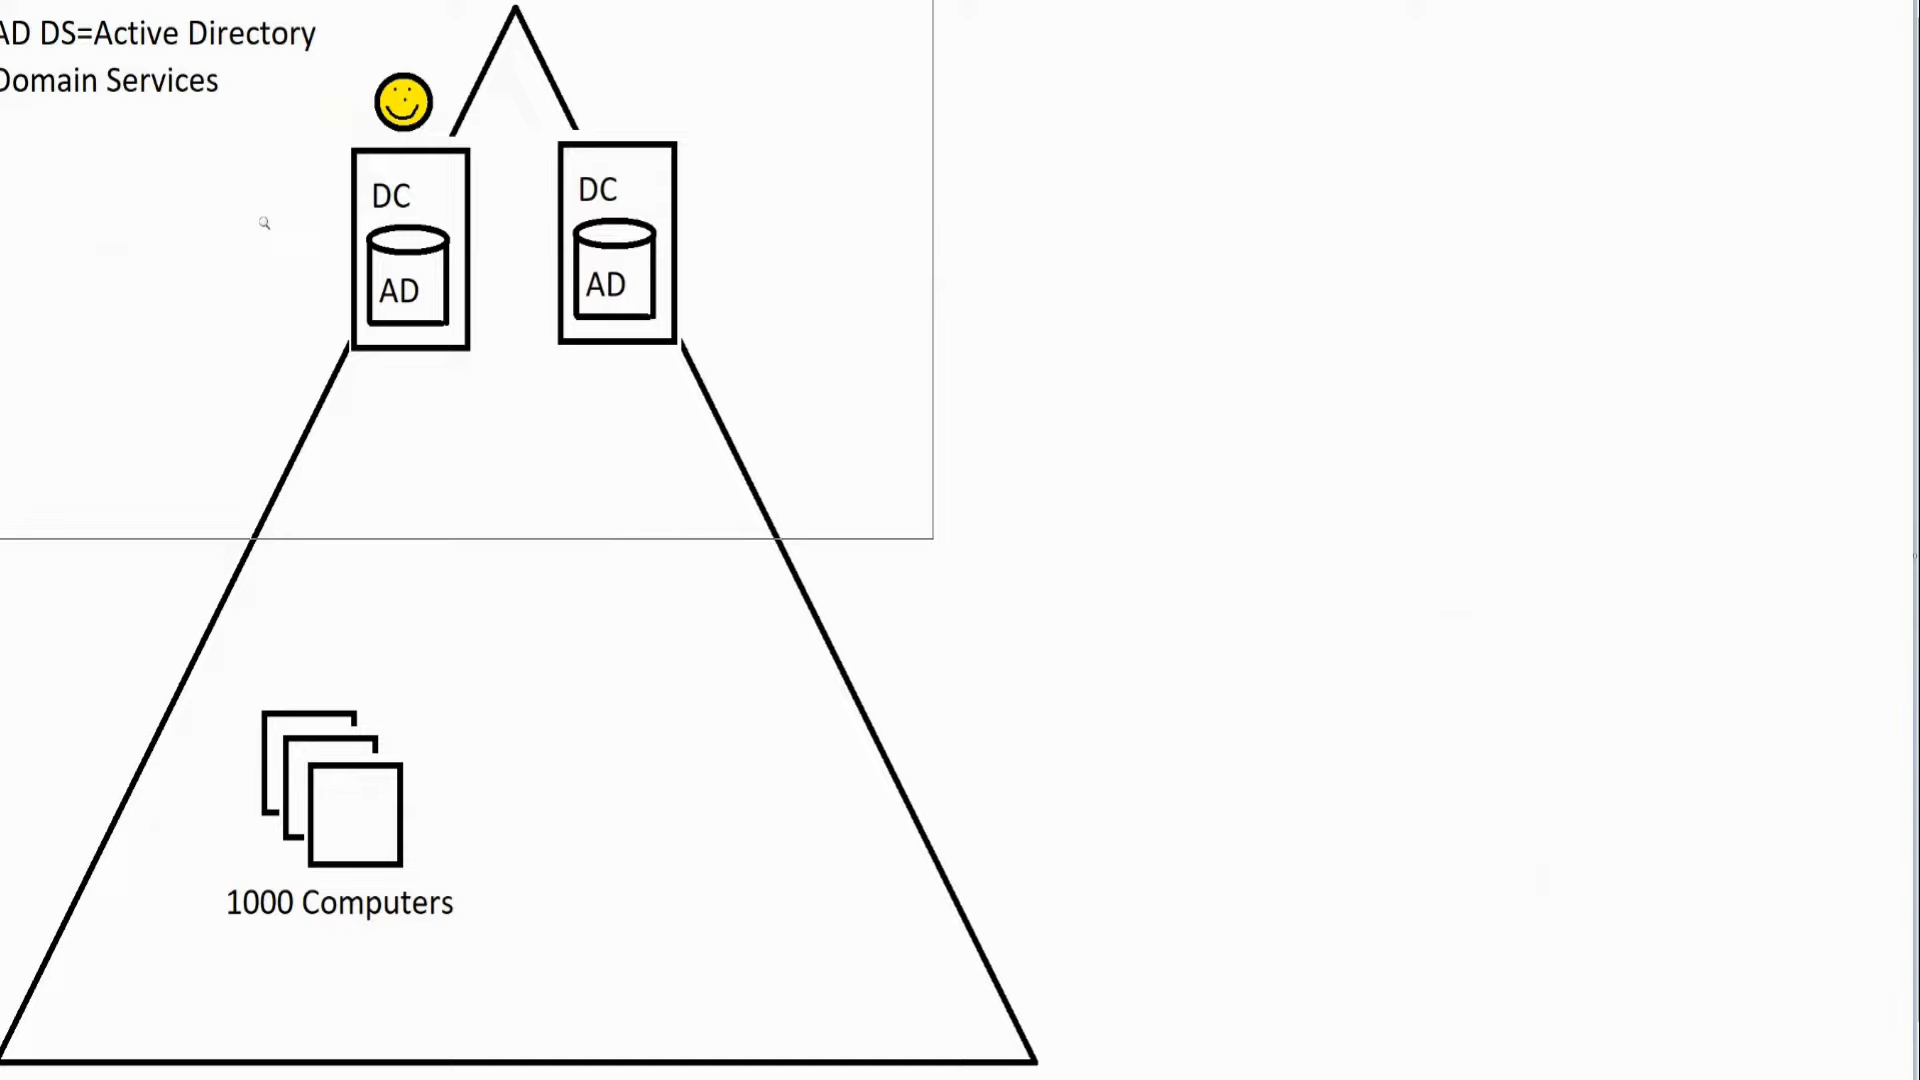 AD DS=Active Directory
Domain Services
DC
DC
AD
AD
1000 Computers